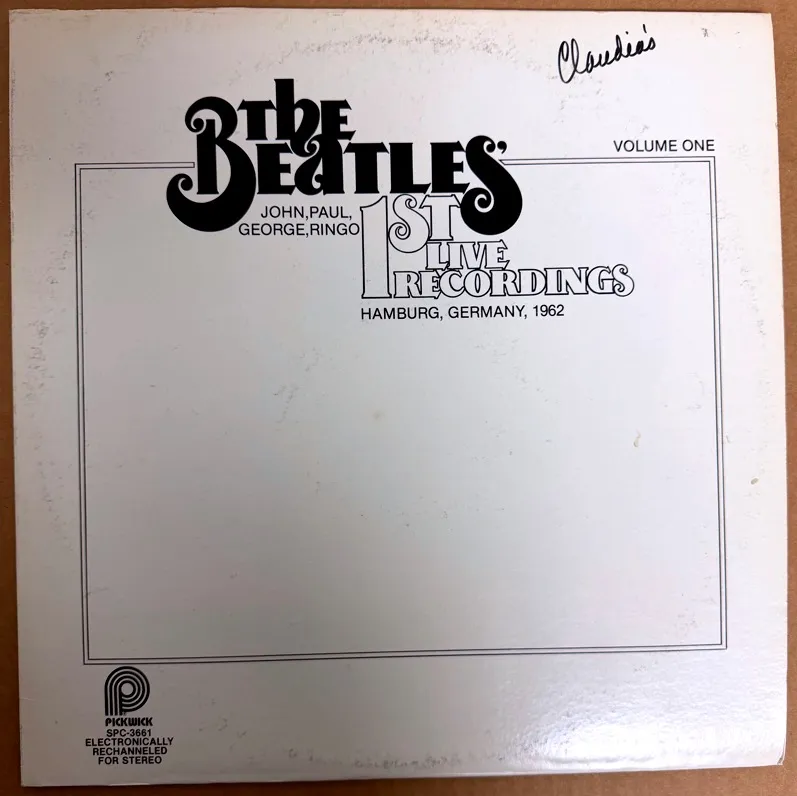 Claudia's
VOLUME ONE
the
BEATLES'
JOHN,PAUL,
GEORGE,RINGO
1ST
LIVE
RECORDINGS
HAMBURG, GERMANY, 1962
PICKWICK
SPC-3661
ELECTRONICALLY
RECHANNELED
FOR STEREO